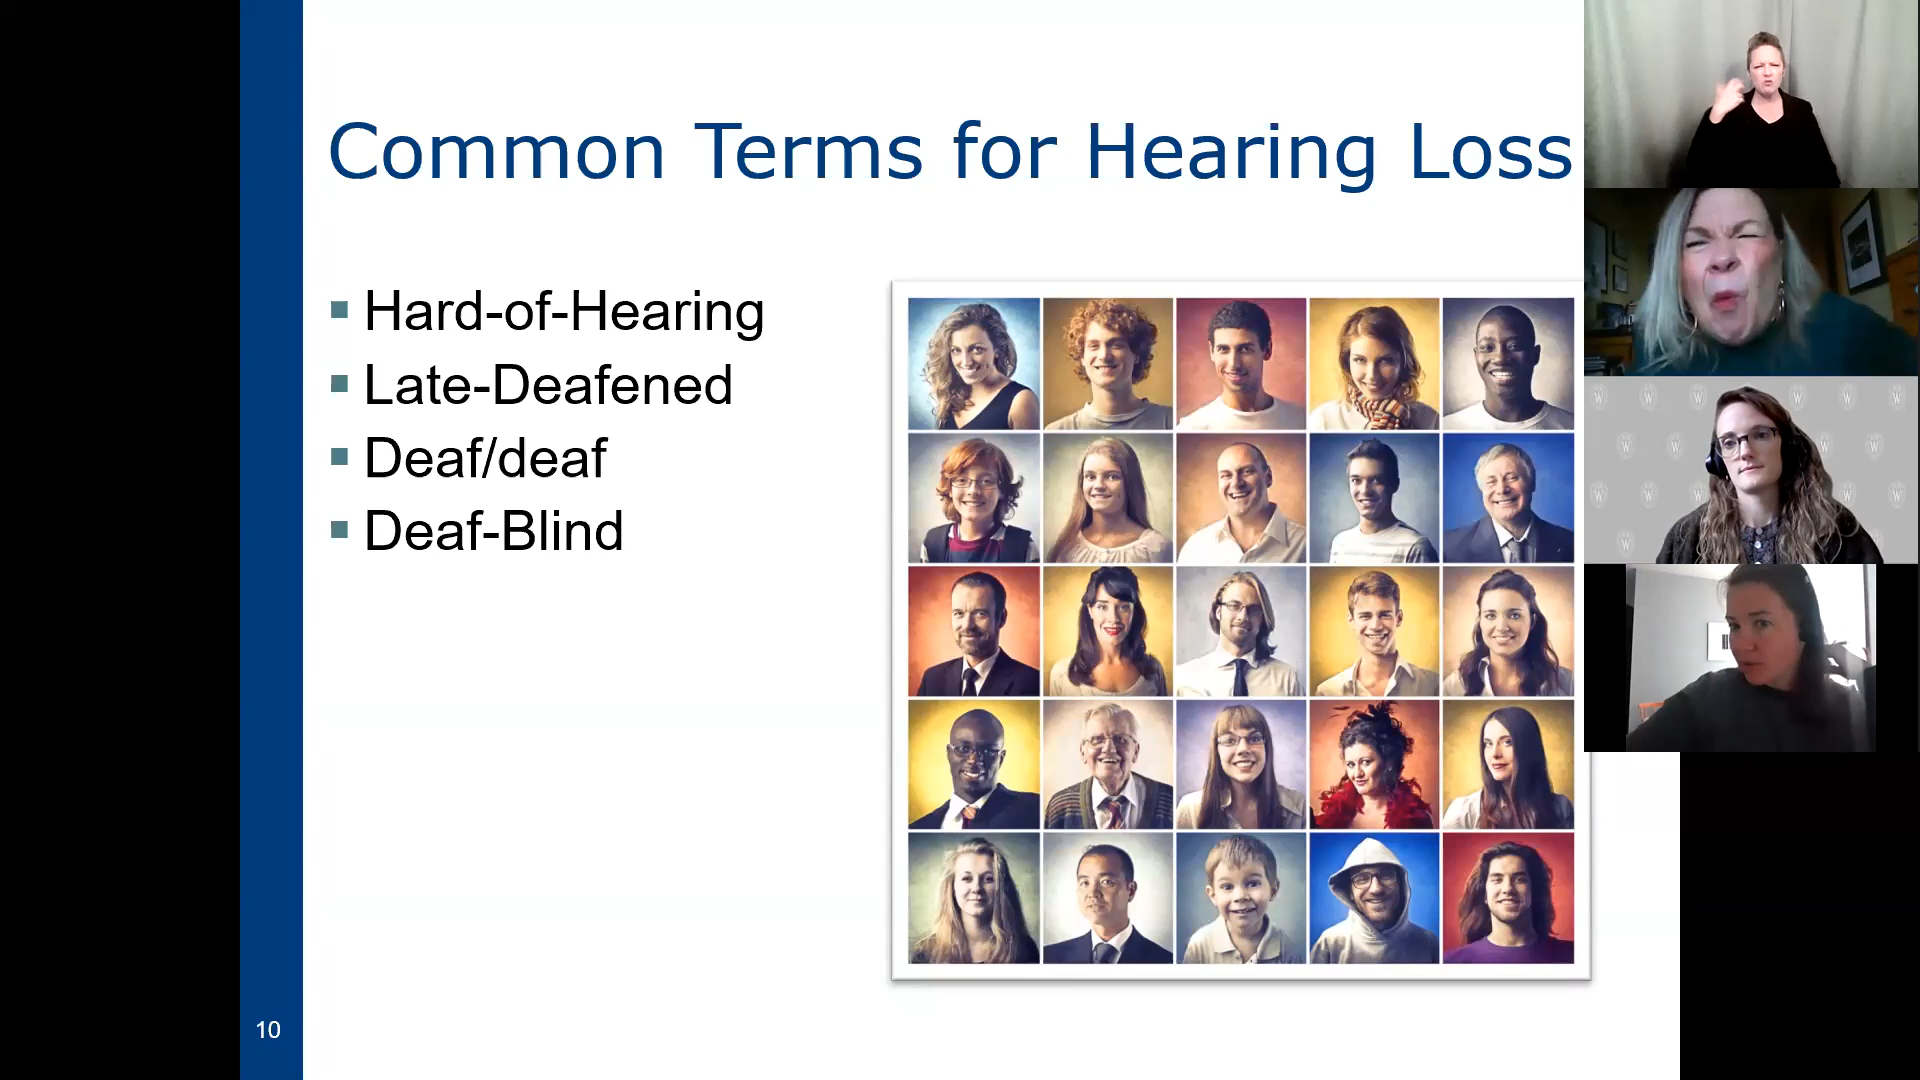 Common Terms for Hearing Loss
Hard-of-Hearing
Late-Deafened
Deaf/deaf
Deaf-Blind
10
W